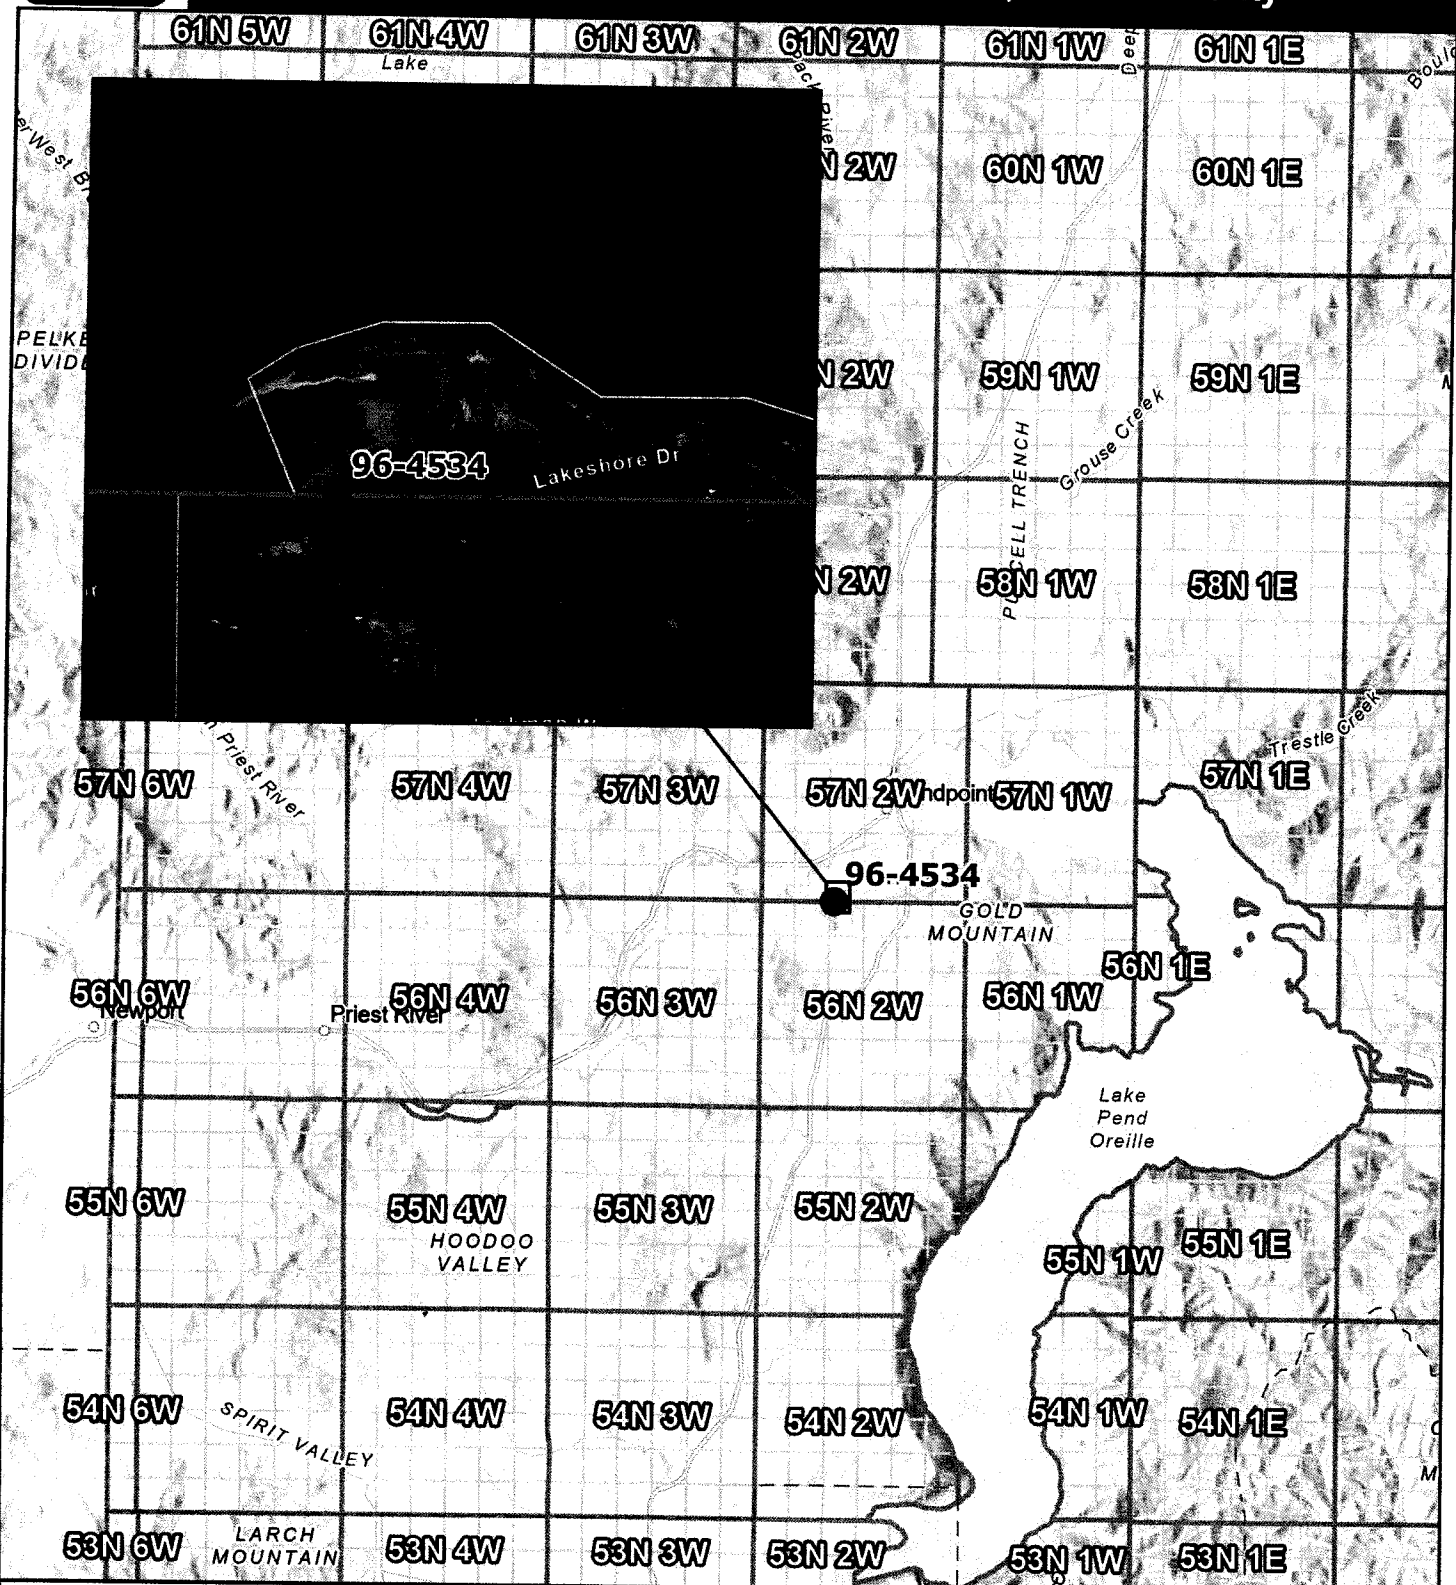 61N 5W
61N 4W
61N 3W
61N 2W
61N 1W
61N 1E
Lake
Deep
River
West
N 2W
60N 1W
60N 1E
PELKE
DIVIDE
N 2W
59N 1W
59N 1E
Grouse Creek
96-4534
Lakeshore Dr
PURCELL TRENCH
N 2W
58N 1W
58N 1E
Priest River
Trestle Creek
57N 6W
57N 4W
57N 3W
57N 2W
ndpoint
57N 1W
57N 1E
96-4534
GOLD
MOUNTAIN
56N 6W
56N 4W
56N 3W
56N 2W
56N 1W
56N 1E
Newport
Priest River
Lake
Pend
Oreille
55N 6W
55N 4W
55N 3W
55N 2W
55N 1W
55N 1E
HOODOO
VALLEY
54N 6W
54N 4W
54N 3W
54N 2W
54N 1W
54N 1E
SPIRIT VALLEY
M
53N 6W
LARCH
MOUNTAIN
53N 4W
53N 3W
53N 2W
53N 1W
53N 1E